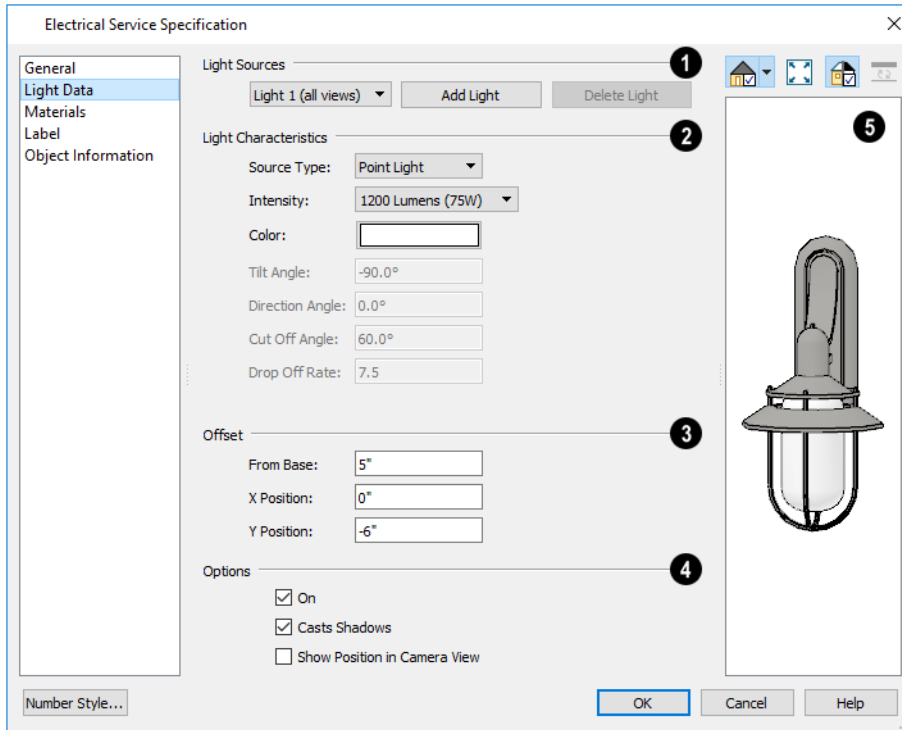 Electrical Service Specification
General
Light Data
Materials
Label
Object Information
Light Sources
1
Light 1 (all views)
Add Light
Delete Light
Light Characteristics
2
Source Type:
Point Light
Intensity:
1200 Lumens (75W)
Color:
Tilt Angle:
-90.0°
Direction Angle:
0.0°
Cut Off Angle:
60.0°
Drop Off Rate:
7.5
Offset
3
From Base:
5"
X Position:
0"
Y Position:
-6"
Options
4
On
Casts Shadows
Show Position in Camera View
5
Number Style...
OK
Cancel
Help